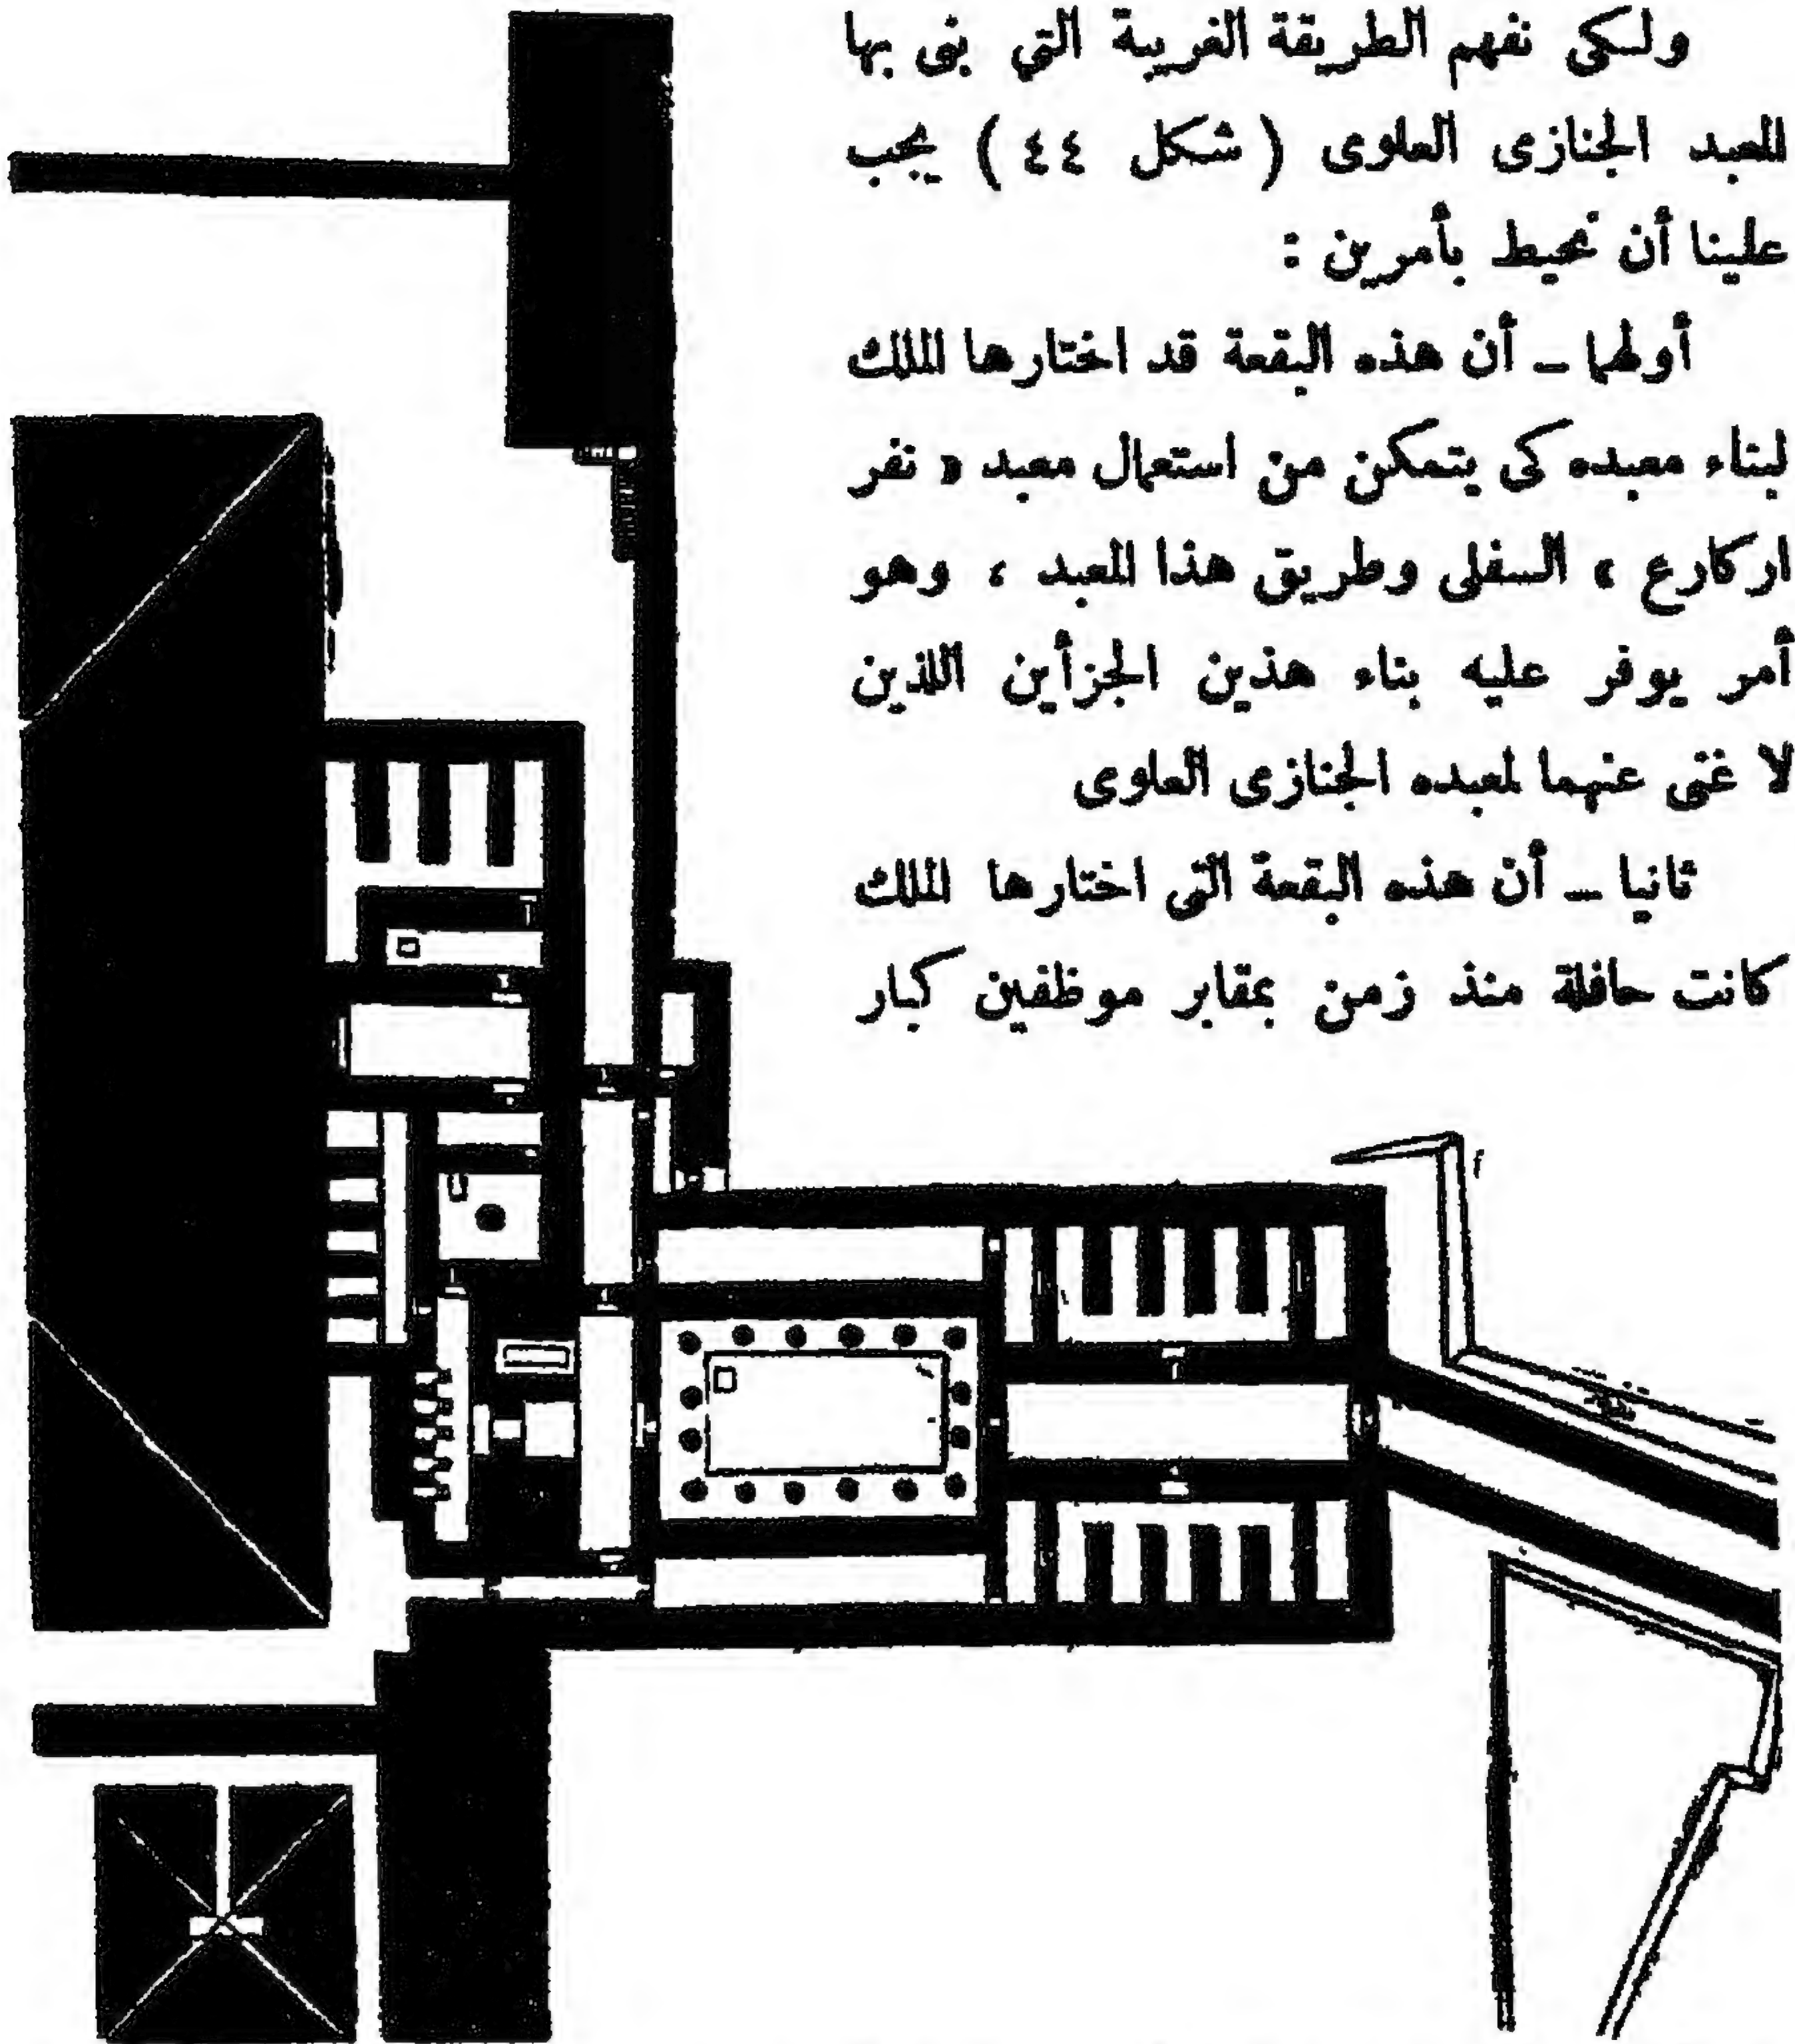 ولكي نفهم الطريقة الغريبة التي بنى بها
المعبد الجنازى العلوى ( شكل ٤٤ ) يجب
علينا أن نحيط بأمرين :
أولهما ـ أن هذه البقعة قد اختارها الملك
لبناء معبده كى يتمكن من استعمال معبد « نفر
اركارع » السفلى وطريق هذا المعبد ، وهو
أمر يوفر عليه بناء هذين الجزأين اللذين
لا غنى عنهما لمعبده الجنازى العلوى
ثانيا ـ أن هذه البقعة التى اختارها الملك
كانت حافلة منذ زمن بمقابر موظفين كبار
f